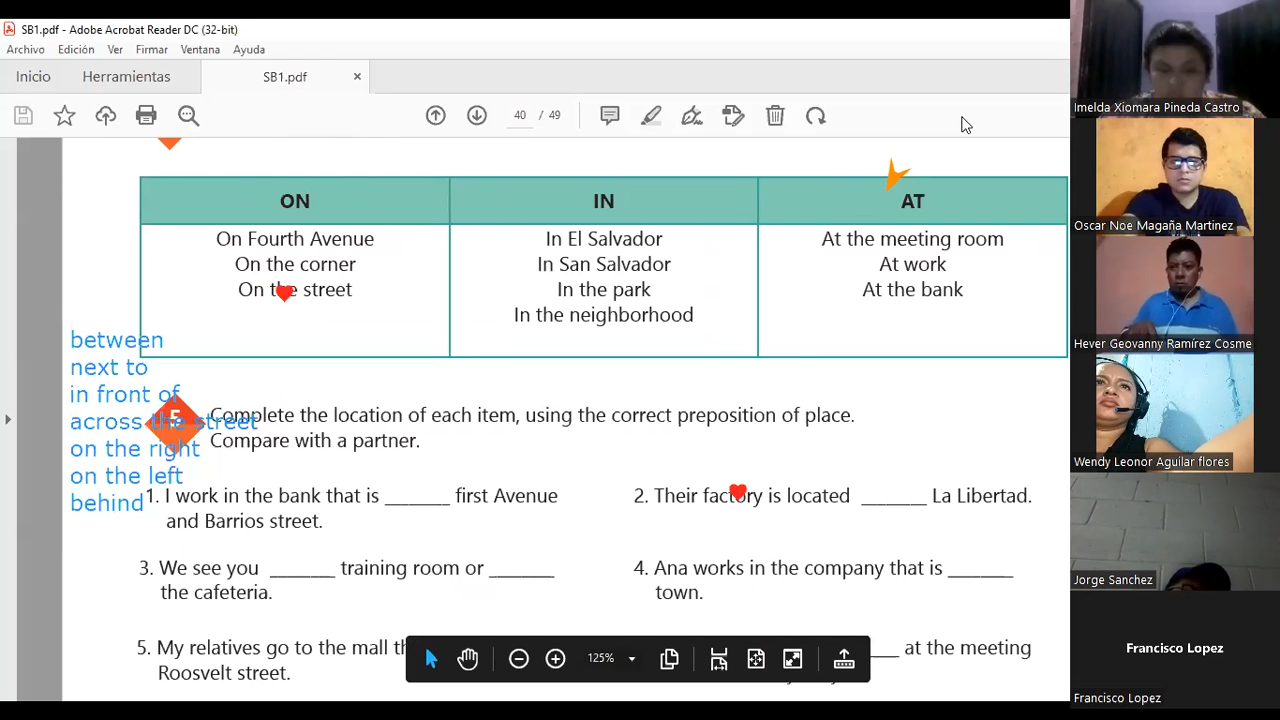 SB1.pdf - Adobe Acrobat Reader DC (32-bit)
Archivo Edición Ver Firmar Ventana Ayuda
Inicio Herramientas SB1.pdf ×
40 / 49
ON IN AT
On Fourth Avenue In El Salvador At the meeting room
On the corner In San Salvador At work
On the street In the park At the bank
In the neighborhood
between
next to
in front of
across the street
on the right
on the left
behind
5 Complete the location of each item, using the correct preposition of place.
Compare with a partner.
1. I work in the bank that is _______ first Avenue
and Barrios street.
2. Their factory is located _______ La Libertad.
3. We see you _______ training room or _______
the cafeteria.
4. Ana works in the company that is _______
town.
5. My relatives go to the mall
Roosvelt street.
___ at the meeting
125%
Imelda Xiomara Pineda Castro
Oscar Noe Magaña Martinez
Hever Geovanny Ramírez Cosme
Wendy Leonor Aguilar flores
Jorge Sanchez
Francisco Lopez
Francisco Lopez